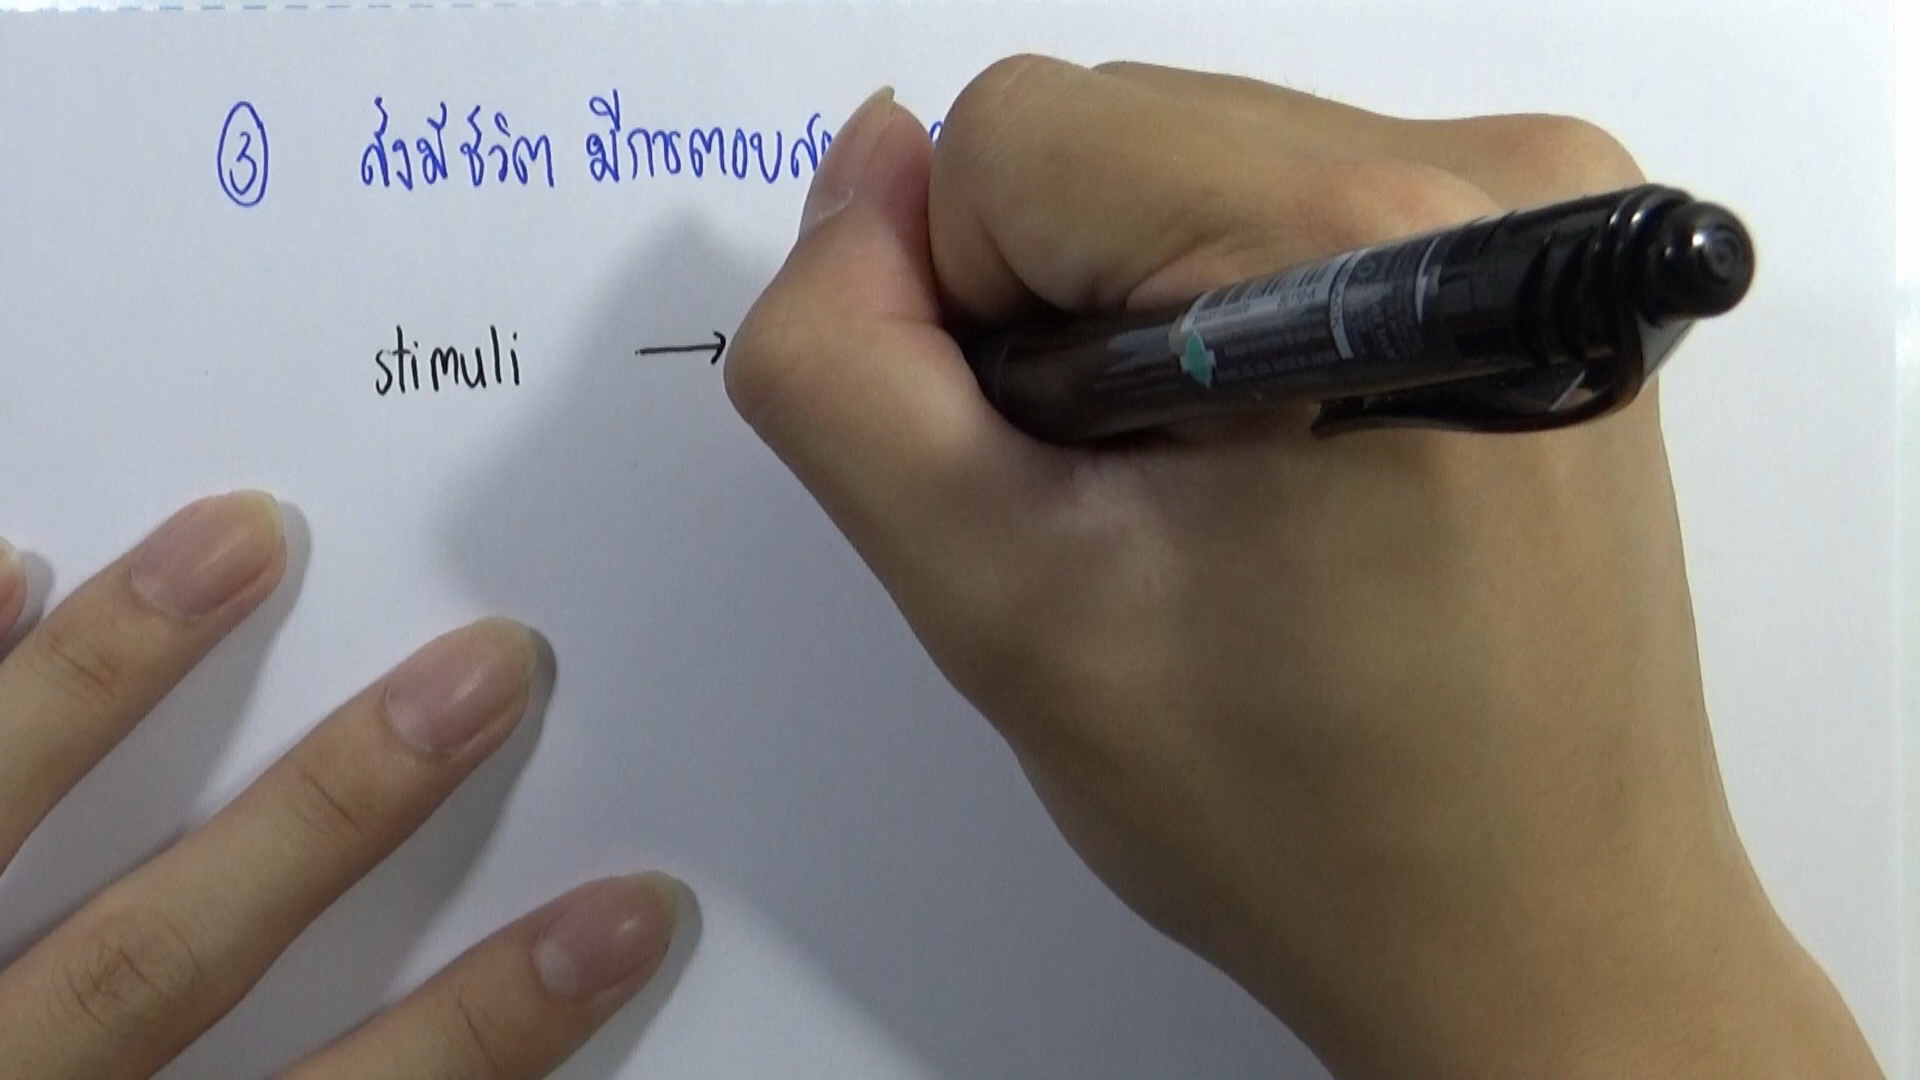 ③ สิ่งมีชีวิต มีการตอบส
stimuli →